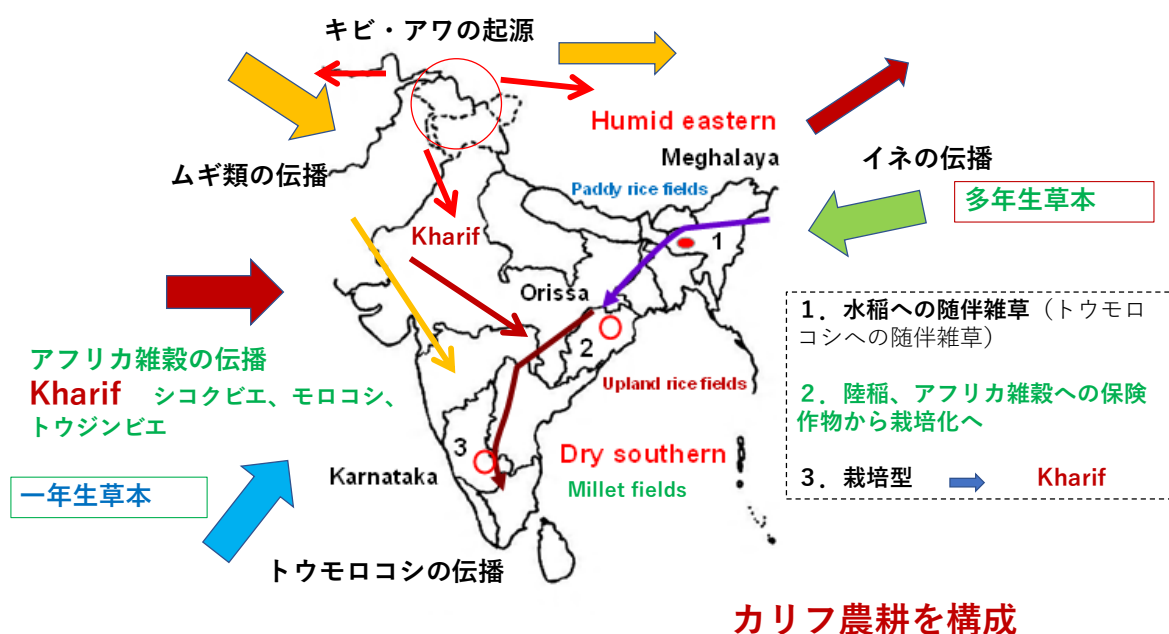 キビ・アワの起源
Humid eastern
Meghalaya
イネの伝播
ムギ類の伝播
Paddy rice fields
多年生草本
Kharif
1
Orissa
1．水稲への随伴雑草（トウモロ
コシへの随伴雑草）
2
アフリカ雑穀の伝播
Kharif シコクビエ、モロコシ、
トウジンビエ
Upland rice fields
2．陸稲、アフリカ雑穀への保険
作物から栽培化へ
3
Karnataka
Dry southern
Millet fields
3．栽培型 Kharif
一年生草本
トウモロコシの伝播
カリフ農耕を構成